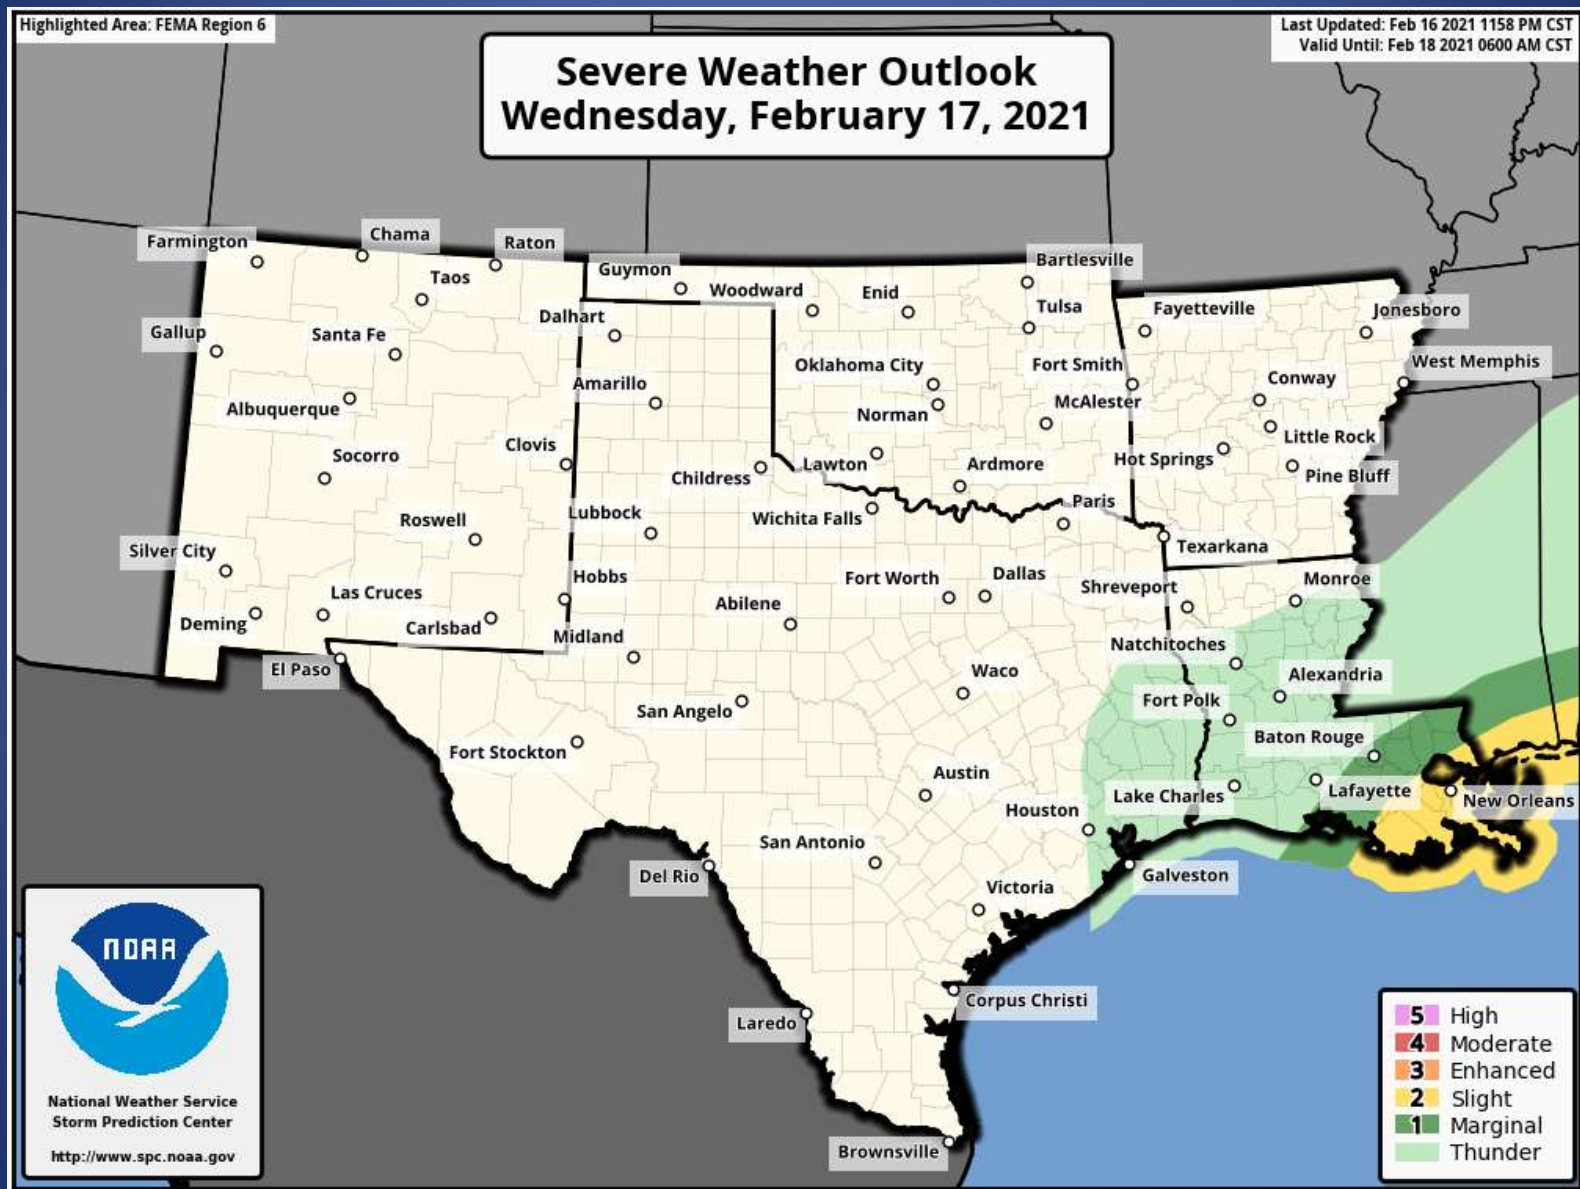 Highlighted Area: FEMA Region 6
Last Updated: Feb 16 2021 1158 PM CST
Valid Until: Feb 18 2021 0600 AM CST
Severe Weather Outlook
Wednesday, February 17, 2021
Farmington
Chama
Raton
Taos
Guymon
Woodward
Enid
Bartlesville
Tulsa
Fayetteville
Jonesboro
Gallup
Santa Fe
Dalhart
Oklahoma City
Fort Smith
West Memphis
Amarillo
Conway
Albuquerque
Norman
McAlester
Socorro
Clovis
Little Rock
Childress
Lawton
Ardmore
Hot Springs
Pine Bluff
Roswell
Lubbock
Wichita Falls
Paris
Silver City
Texarkana
Las Cruces
Hobbs
Fort Worth
Dallas
Shreveport
Monroe
Deming
Carlsbad
Abilene
Midland
Natchitoches
El Paso
Waco
Alexandria
San Angelo
Fort Polk
Fort Stockton
Baton Rouge
Austin
Houston
Lake Charles
Lafayette
New Orleans
San Antonio
Del Rio
Victoria
Galveston
Corpus Christi
Laredo
Brownsville
NOAA
National Weather Service
Storm Prediction Center
http://www.spc.noaa.gov
5 High
4 Moderate
3 Enhanced
2 Slight
1 Marginal
Thunder